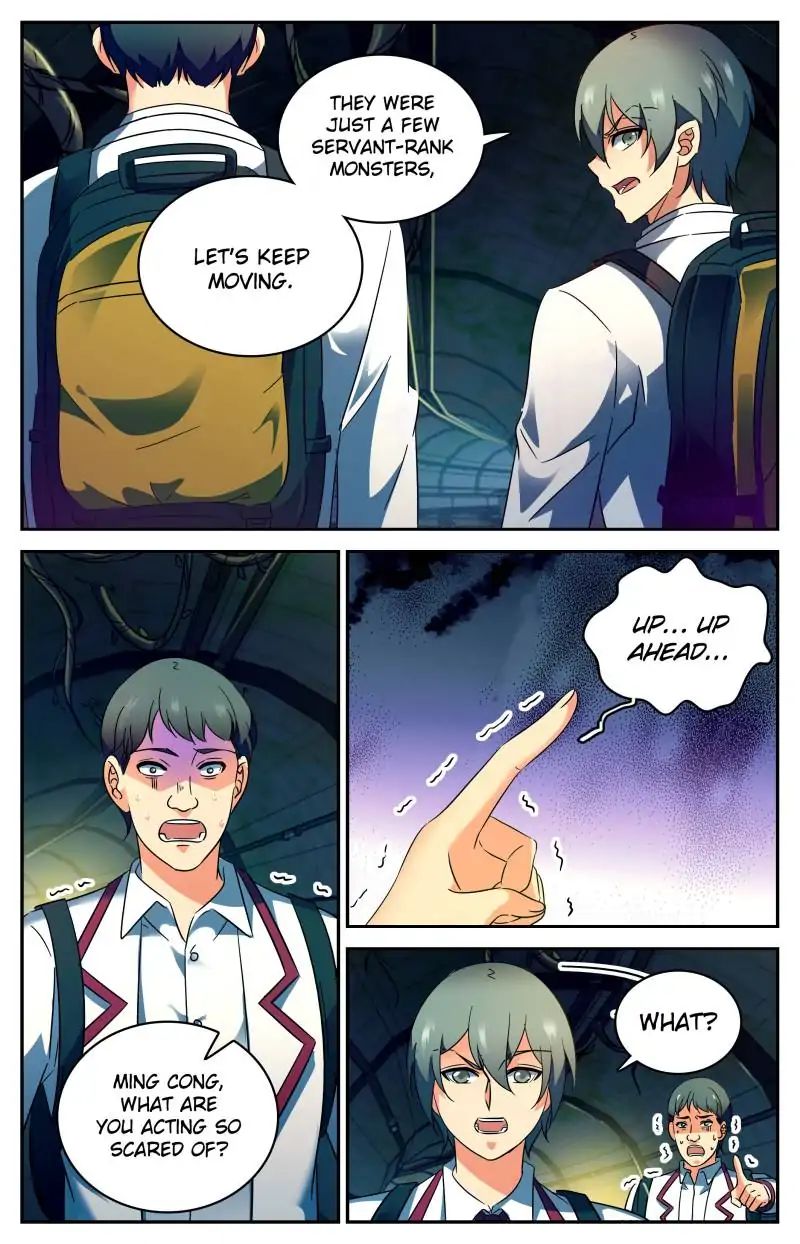 THEY WERE
JUST A FEW
SERVANT-RANK
MONSTERS,
LET'S KEEP
MOVING.
UP... UP
AHEAD...
MING CONG,
WHAT ARE
YOU ACTING SO
SCARED OF?
WHAT?